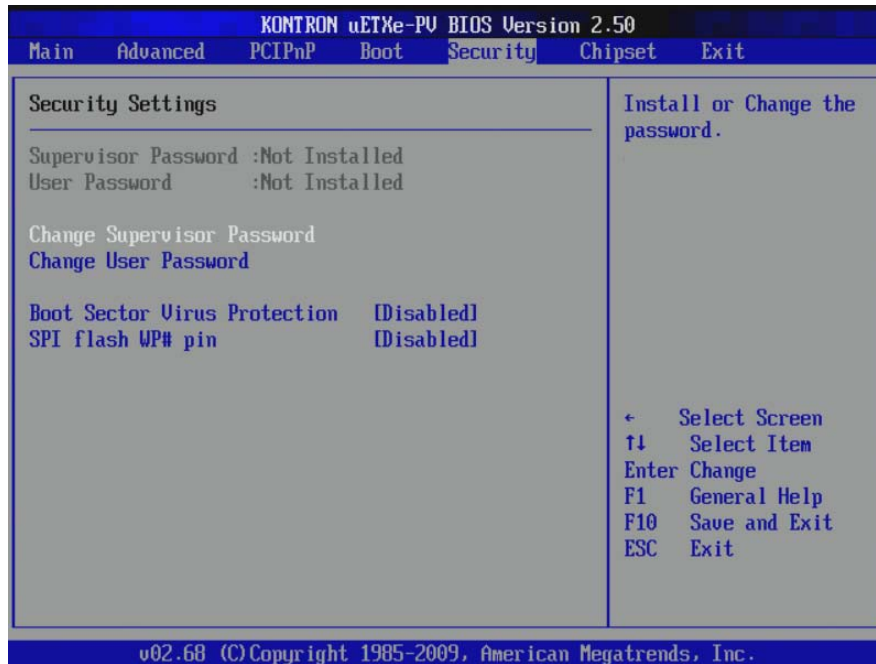 KONTRON uETXe-PV BIOS Version 2.50
Main Advanced PCIPnP Boot Security Chipset Exit
Security Settings
Supervisor Password :Not Installed
User Password :Not Installed
Change Supervisor Password
Change User Password
Boot Sector Virus Protection [Disabled]
SPI flash WP# pin [Disabled]
Install or Change the
password.
← Select Screen
↑↓ Select Item
Enter Change
F1 General Help
F10 Save and Exit
ESC Exit
v02.68 (C)Copyright 1985-2009, American Megatrends, Inc.